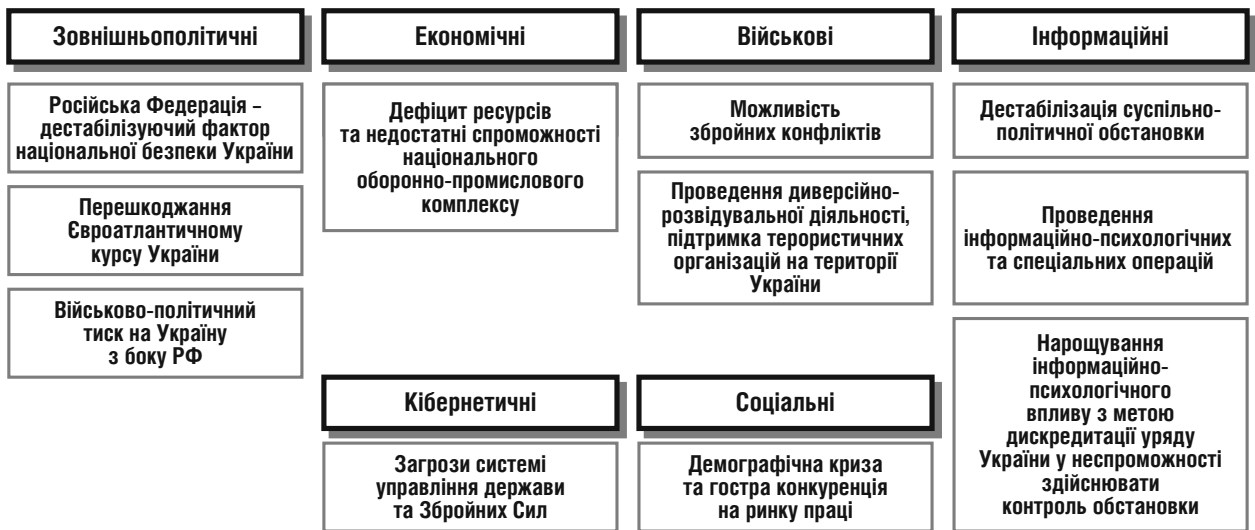 Зовнішньополітичні
Російська Федерація –
дестабілізуючий фактор
національної безпеки України
Перешкоджання
Євроатлантичному
курсу України
Військово-політичний
тиск на Україну
з боку РФ
Економічні
Дефіцит ресурсів
та недостатні спроможності
національного
оборонно-промислового
комплексу
Військові
Можливість
збройних конфліктів
Проведення диверсійно-
розвідувальної діяльності,
підтримка терористичних
організацій на території
України
Інформаційні
Дестабілізація суспільно-
політичної обстановки
Проведення
інформаційно-психологічних
та спеціальних операцій
Нарощування
інформаційно-
психологічного
впливу з метою
дискредитації уряду
України у неспроможності
здійснювати
контроль обстановки
Кібернетичні
Загрози системі
управління держави
та Збройних Сил
Соціальні
Демографічна криза
та гостра конкуренція
на ринку праці